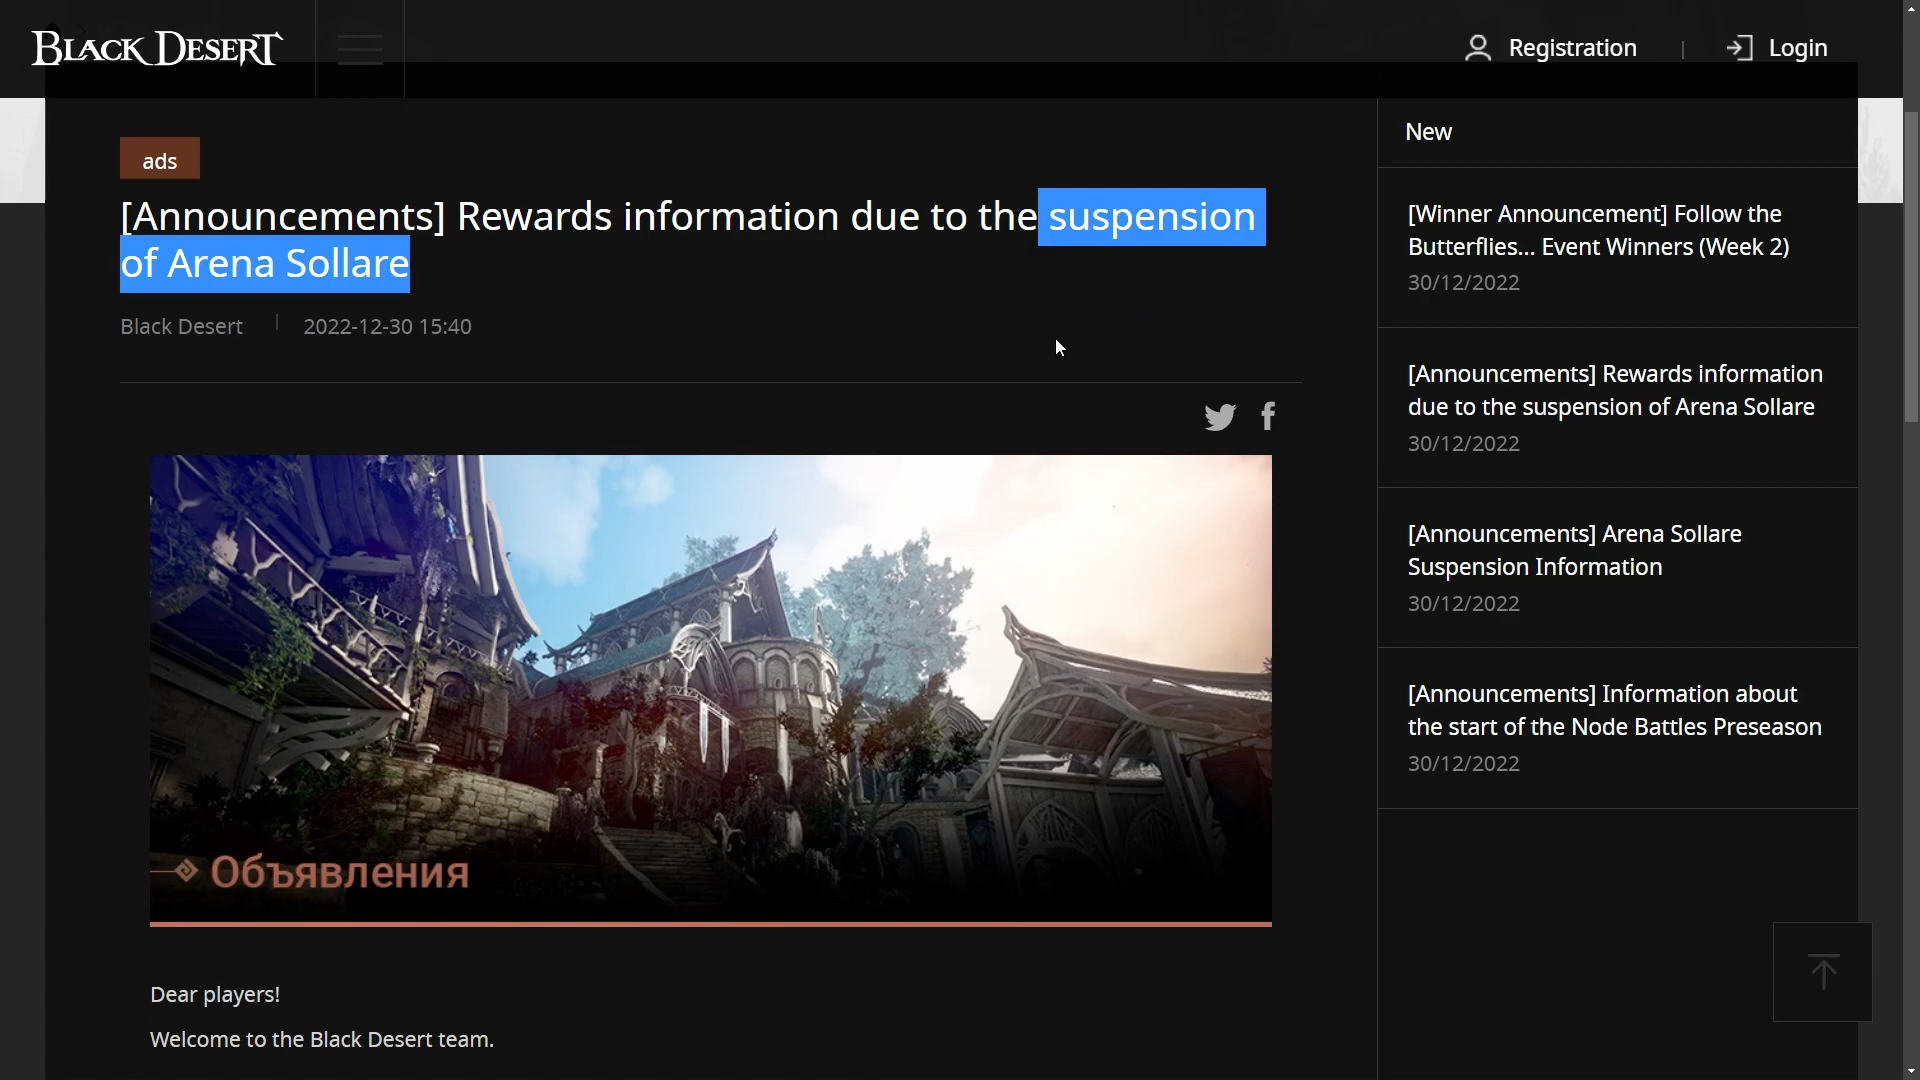 BLACK DESERT
Registration
Login
ads
[Announcements] Rewards information due to the suspension
of Arena Sollare
Black Desert
2022-12-30 15:40
Объявления
Dear players!
Welcome to the Black Desert team.
New
[Winner Announcement] Follow the
Butterflies... Event Winners (Week 2)
30/12/2022
[Announcements] Rewards information
due to the suspension of Arena Sollare
30/12/2022
[Announcements] Arena Sollare
Suspension Information
30/12/2022
[Announcements] Information about
the start of the Node Battles Preseason
30/12/2022